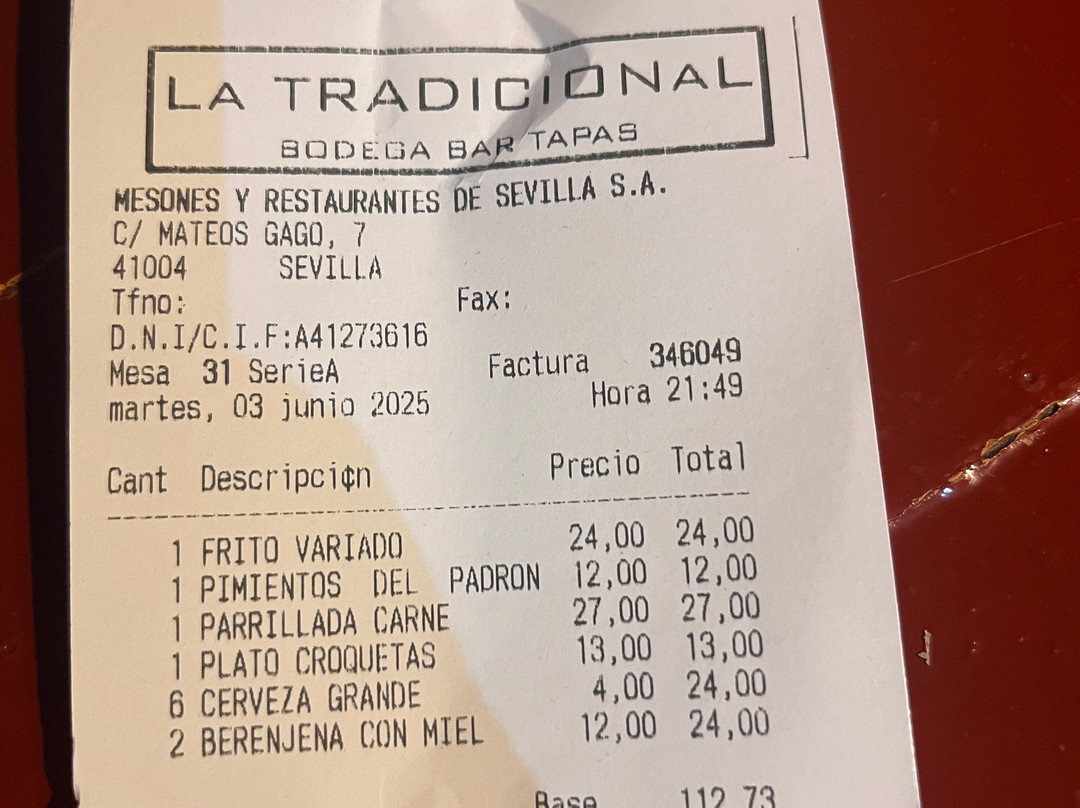 LA TRADICIONAL
BODEGA BAR TAPAS
MESONES Y RESTAURANTES DE SEVILLA S.A.
C/ MATEOS GAGO, 7
41004 SEVILLA
Tfno: Fax:
D.N.I/C.I.F:A41273616
Mesa 31 SerieA Factura 346049
martes, 03 junio 2025 Hora 21:49
Cant Descripci¢n Precio Total
1 FRITO VARIADO 24,00 24,00
1 PIMIENTOS DEL PADRON 12,00 12,00
1 PARRILLADA CARNE 27,00 27,00
1 PLATO CROQUETAS 13,00 13,00
6 CERVEZA GRANDE 4,00 24,00
2 BERENJENA CON MIEL 12,00 24,00
Base 112,73